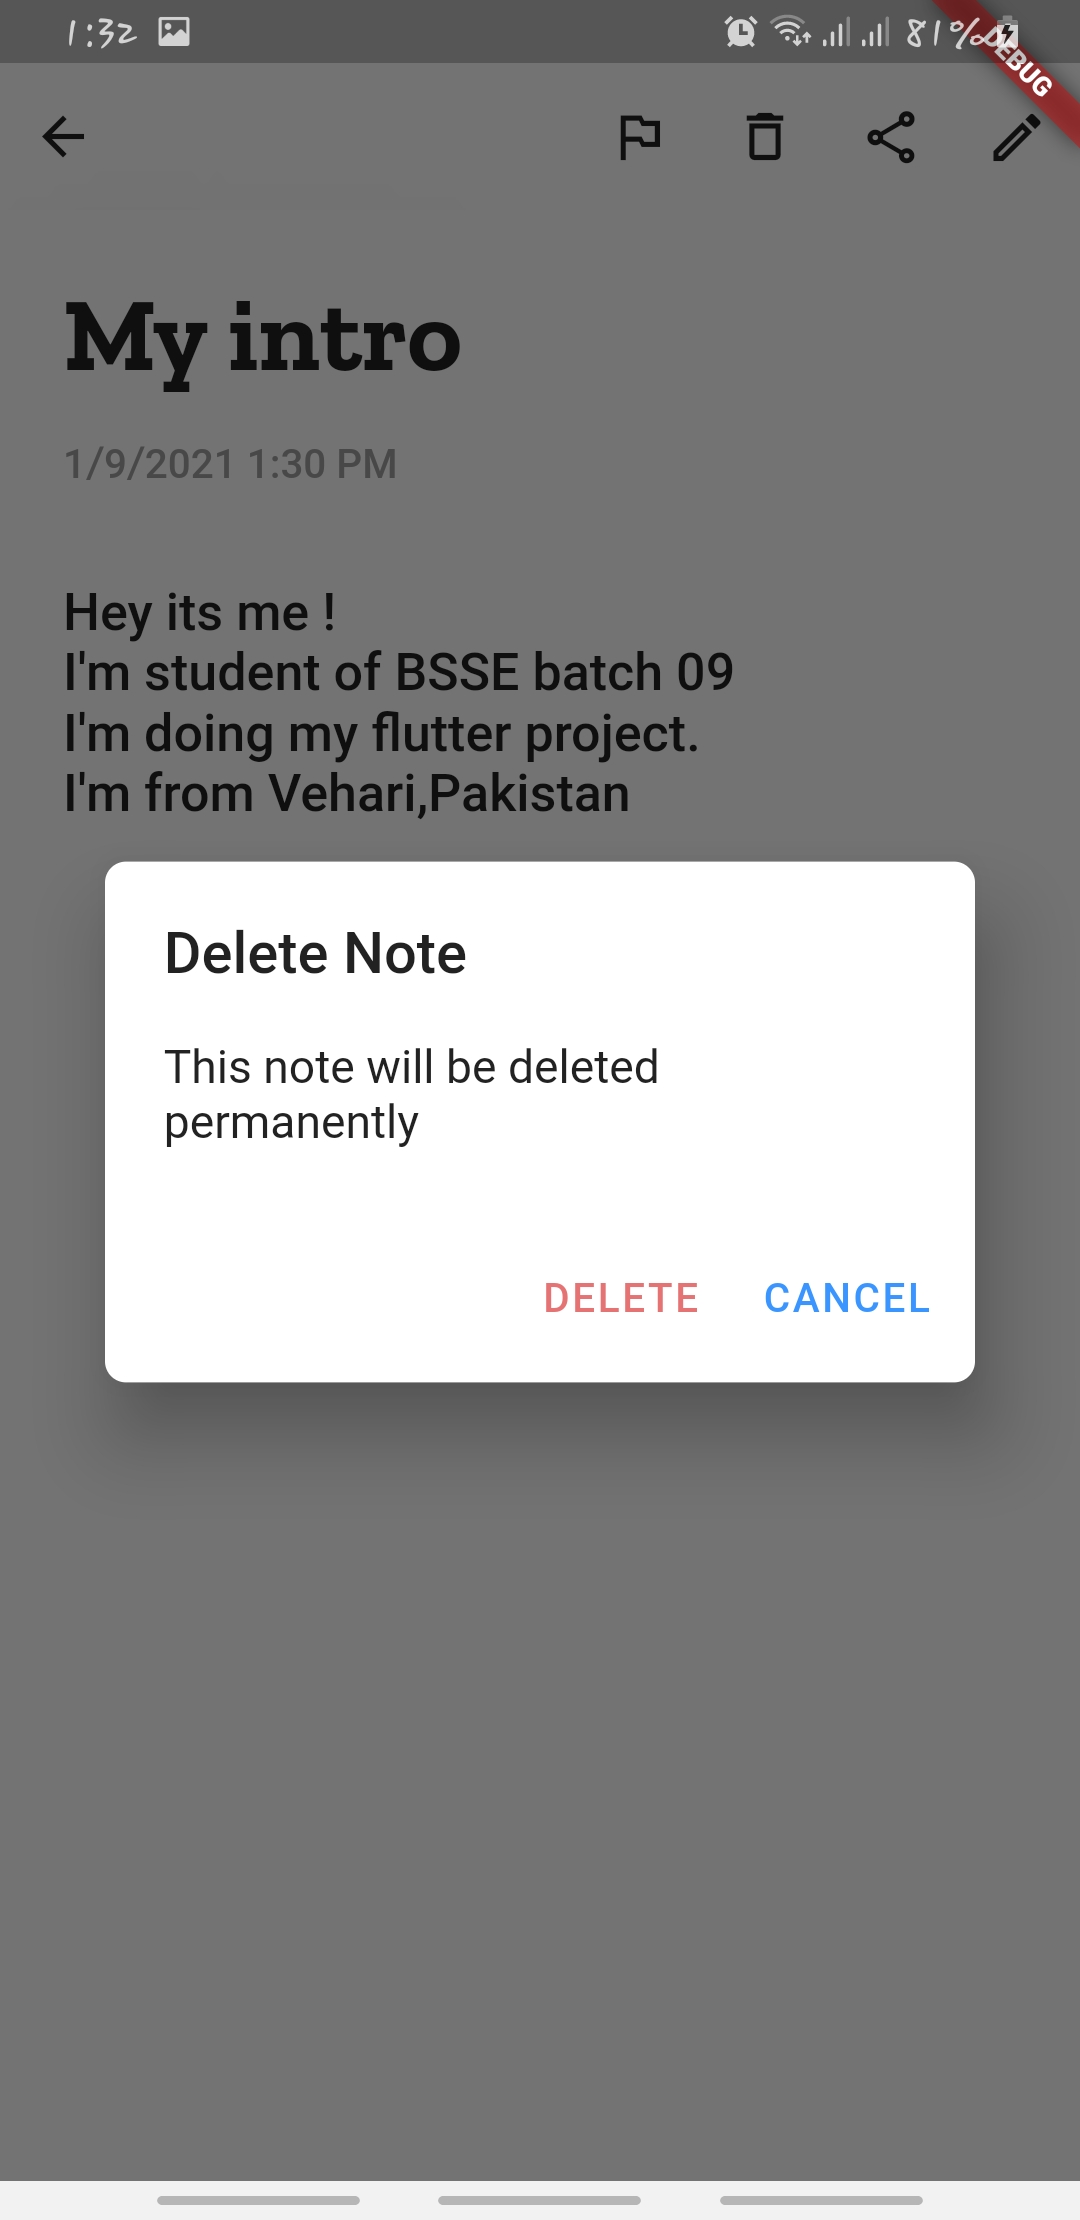 1:32
81%
DEBUG
My intro
1/9/2021 1:30 PM
Hey its me !
I'm student of BSSE batch 09
I'm doing my flutter project.
I'm from Vehari,Pakistan
Delete Note
This note will be deleted
permanently
DELETE CANCEL